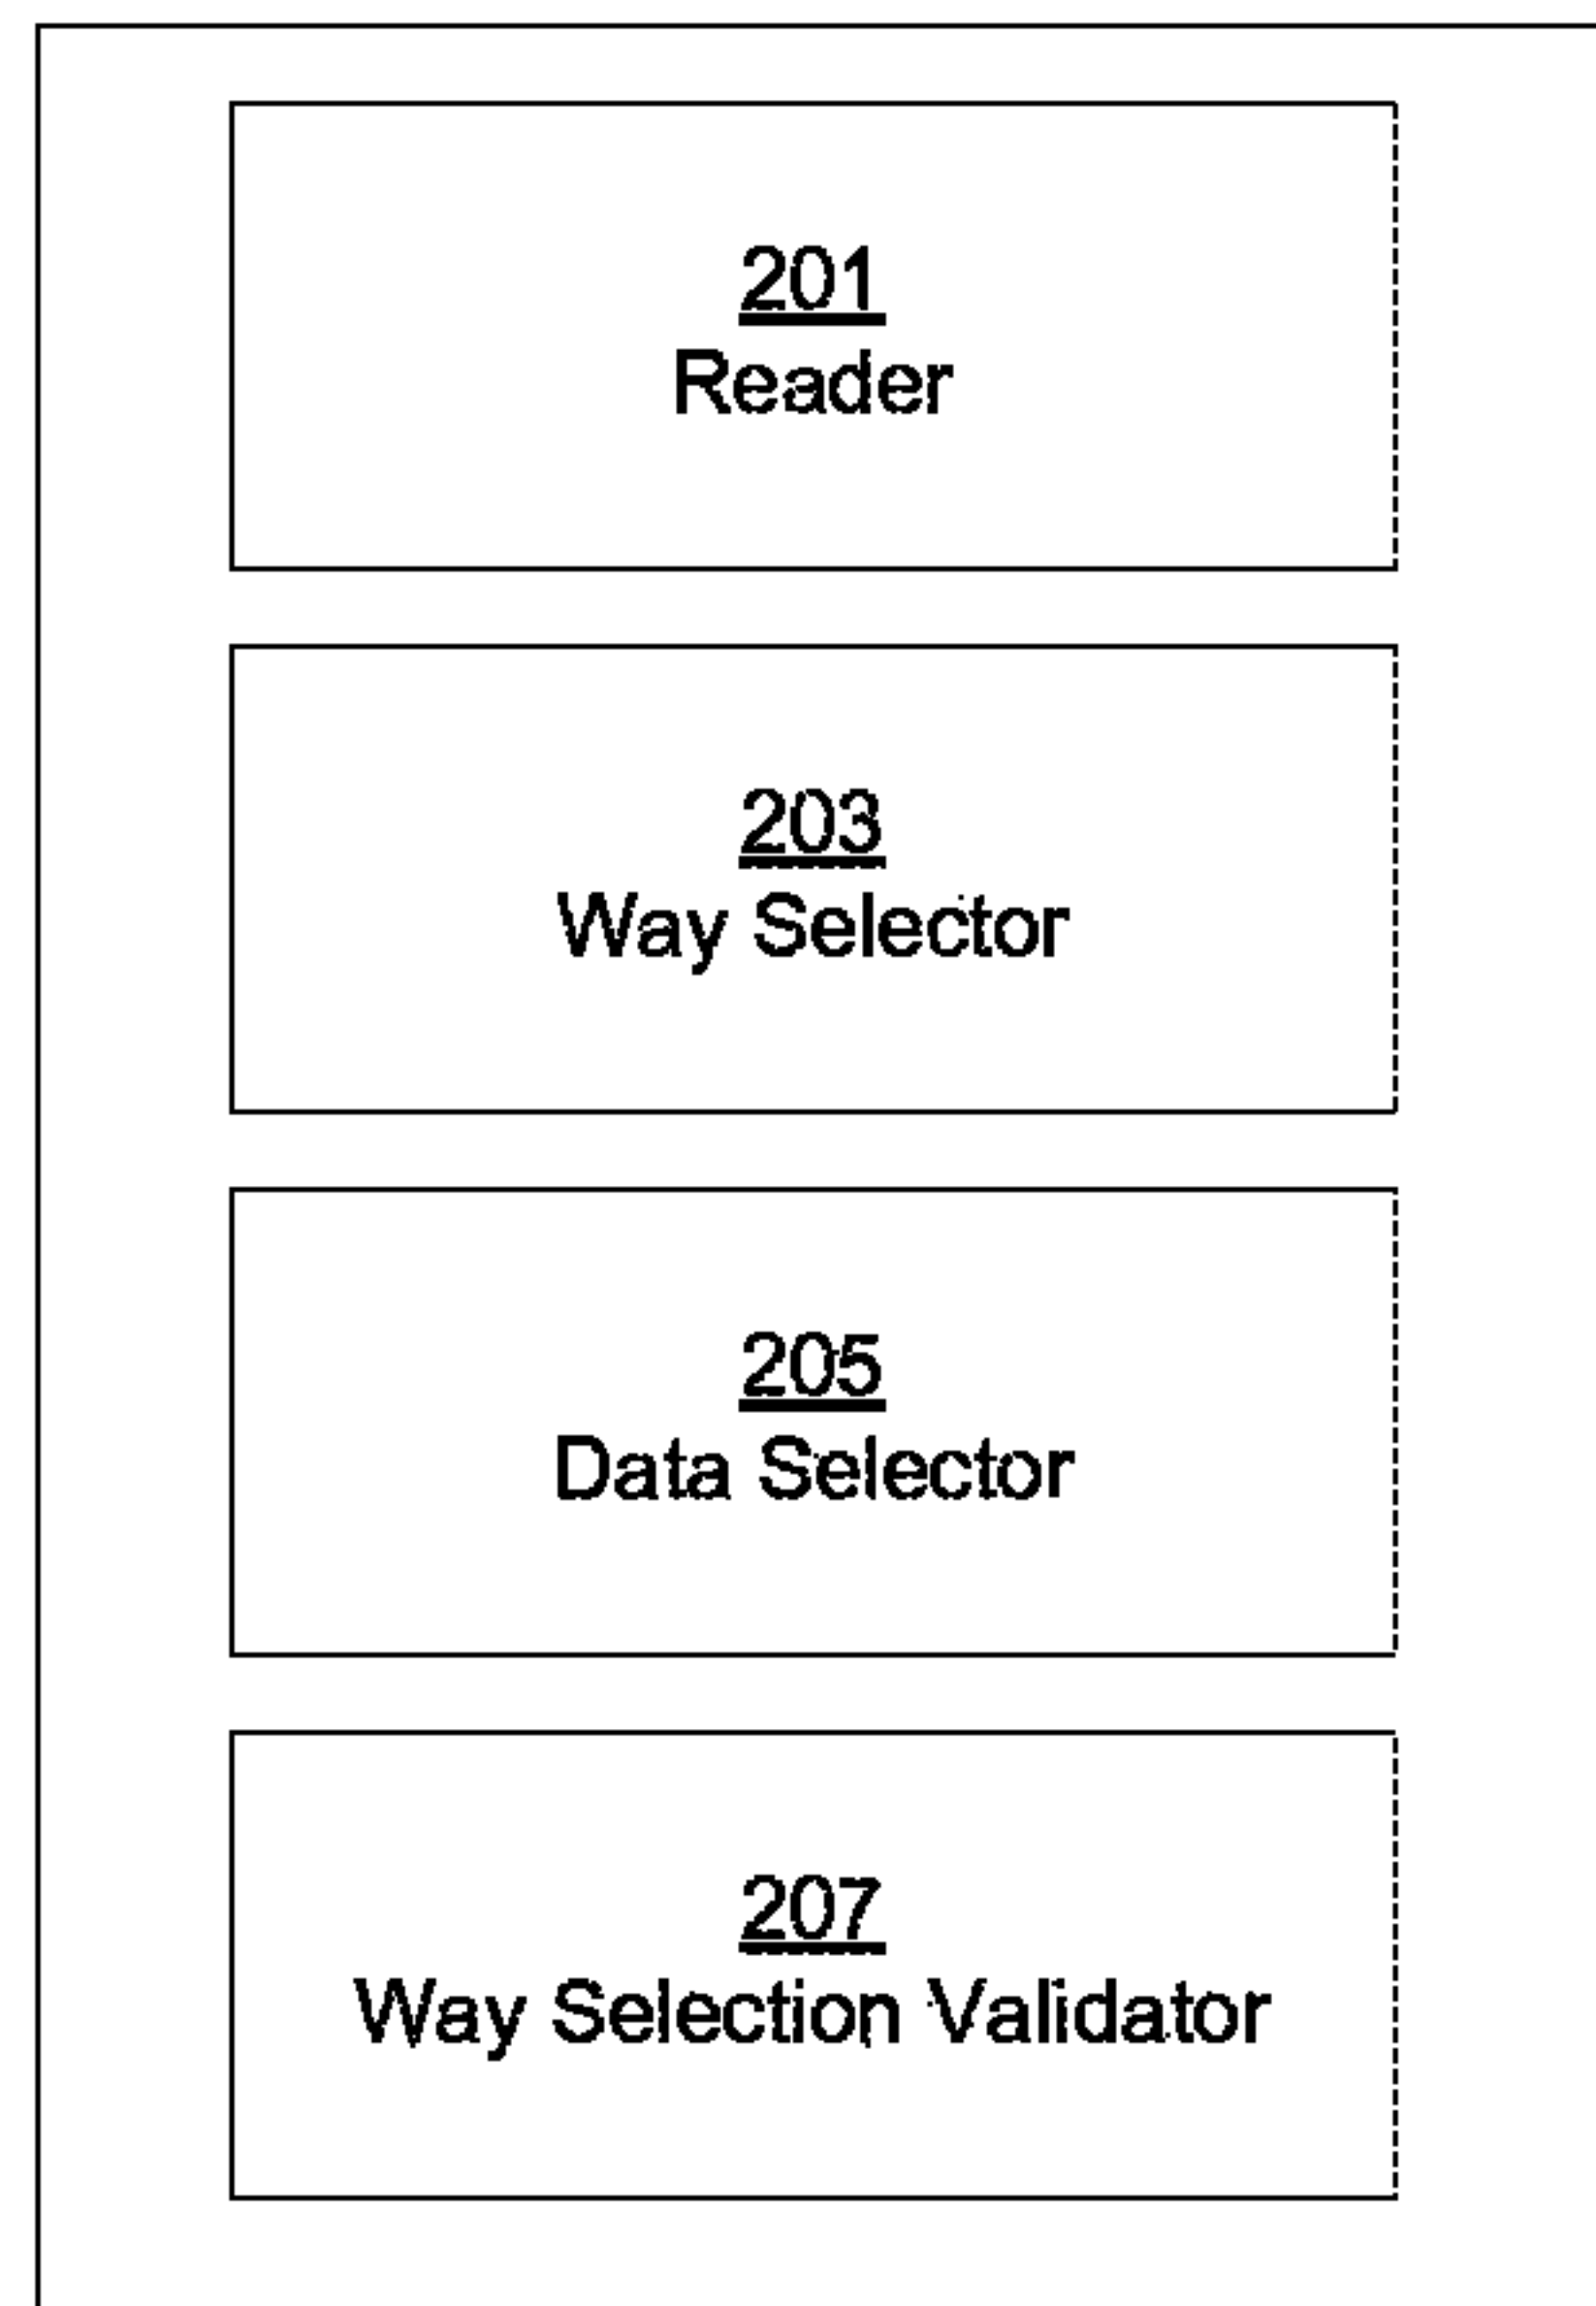 201
Reader
203
Way Selector
205
Data Selector
207
Way Selection Validator